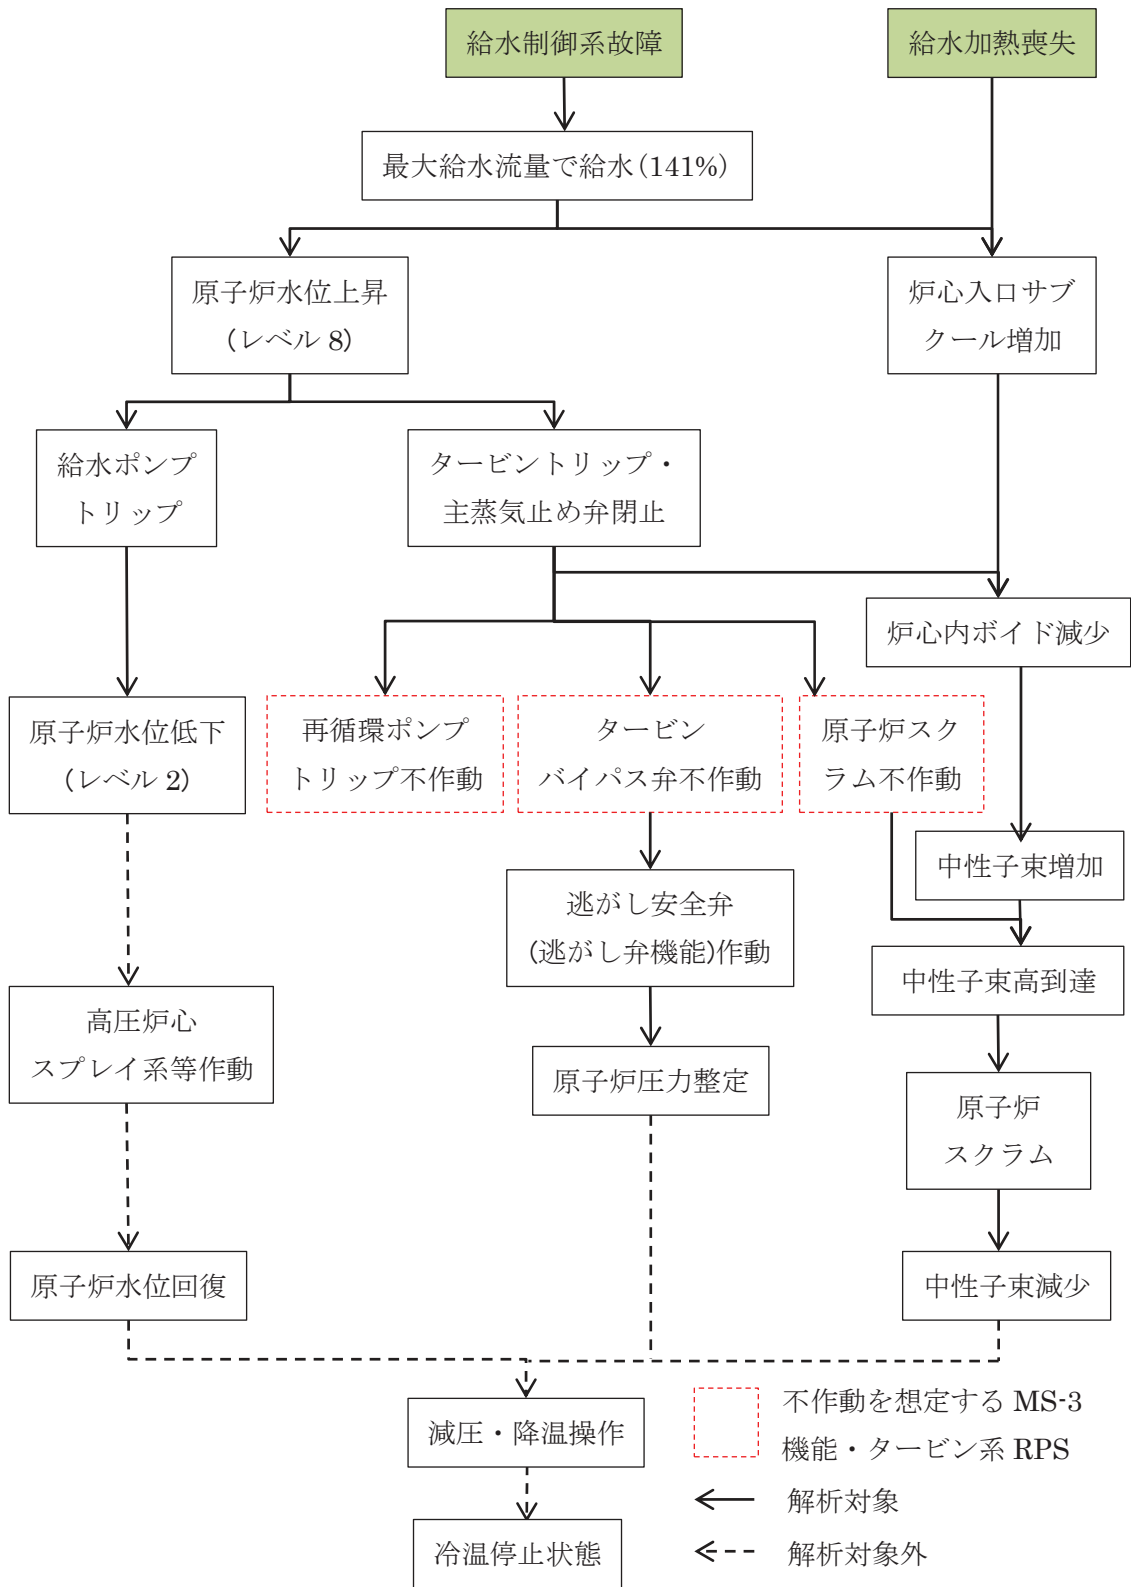 給水制御系故障
給水加熱喪失
最大給水流量で給水(141%)
原子炉水位上昇
(レベル 8)
炉心入口サブ
クール増加
給水ポンプ
トリップ
タービントリップ・
主蒸気止め弁閉止
炉心内ボイド減少
原子炉水位低下
(レベル 2)
再循環ポンプ
トリップ不作動
タービン
バイパス弁不作動
原子炉スク
ラム不作動
中性子束増加
逃がし安全弁
(逃がし弁機能)作動
中性子束高到達
高圧炉心
スプレイ系等作動
原子炉圧力整定
原子炉
スクラム
原子炉水位回復
中性子束減少
減圧・降温操作
冷温停止状態
不作動を想定する MS-3
機能・タービン系 RPS
解析対象
解析対象外